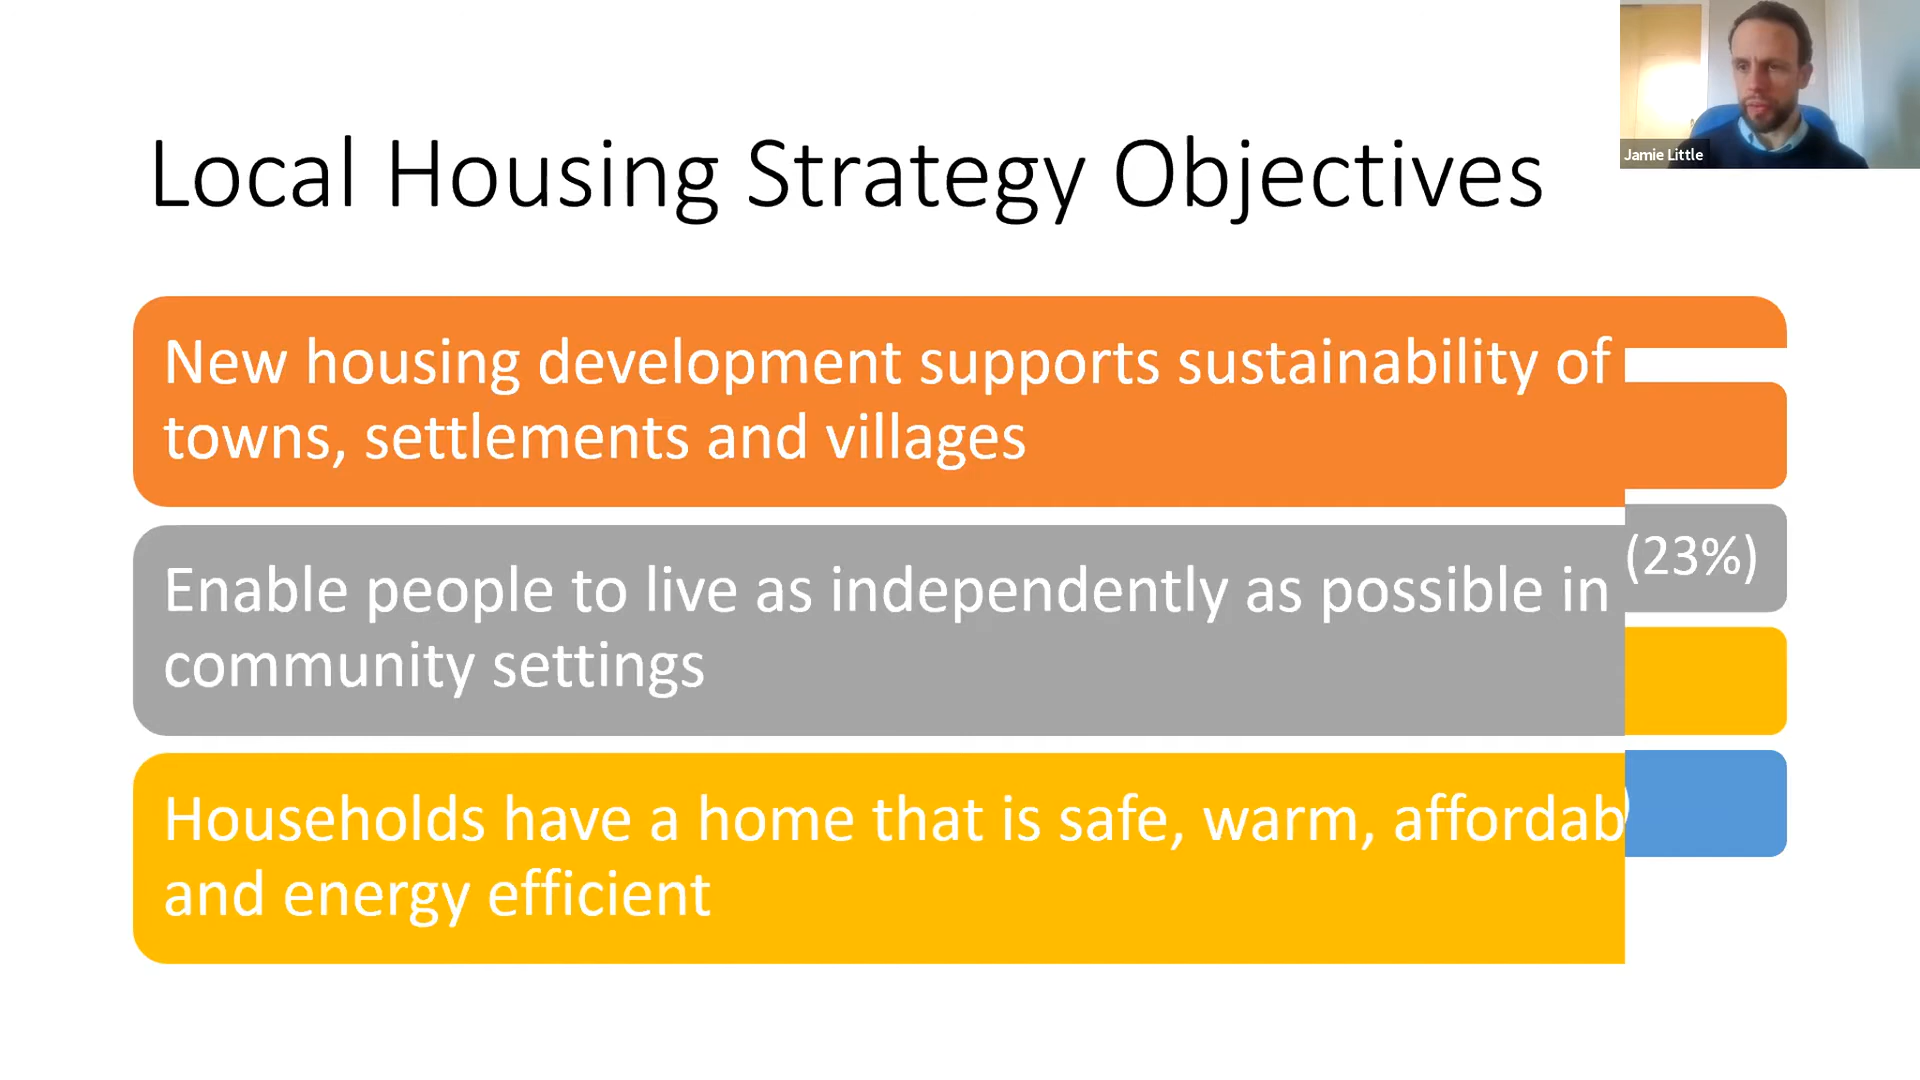 Jamie Little
Local Housing Strategy Objectives
New housing development supports sustainability of
towns, settlements and villages
(23%)
Enable people to live as independently as possible in
community settings
Households have a home that is safe, warm, affordab)
and energy efficient